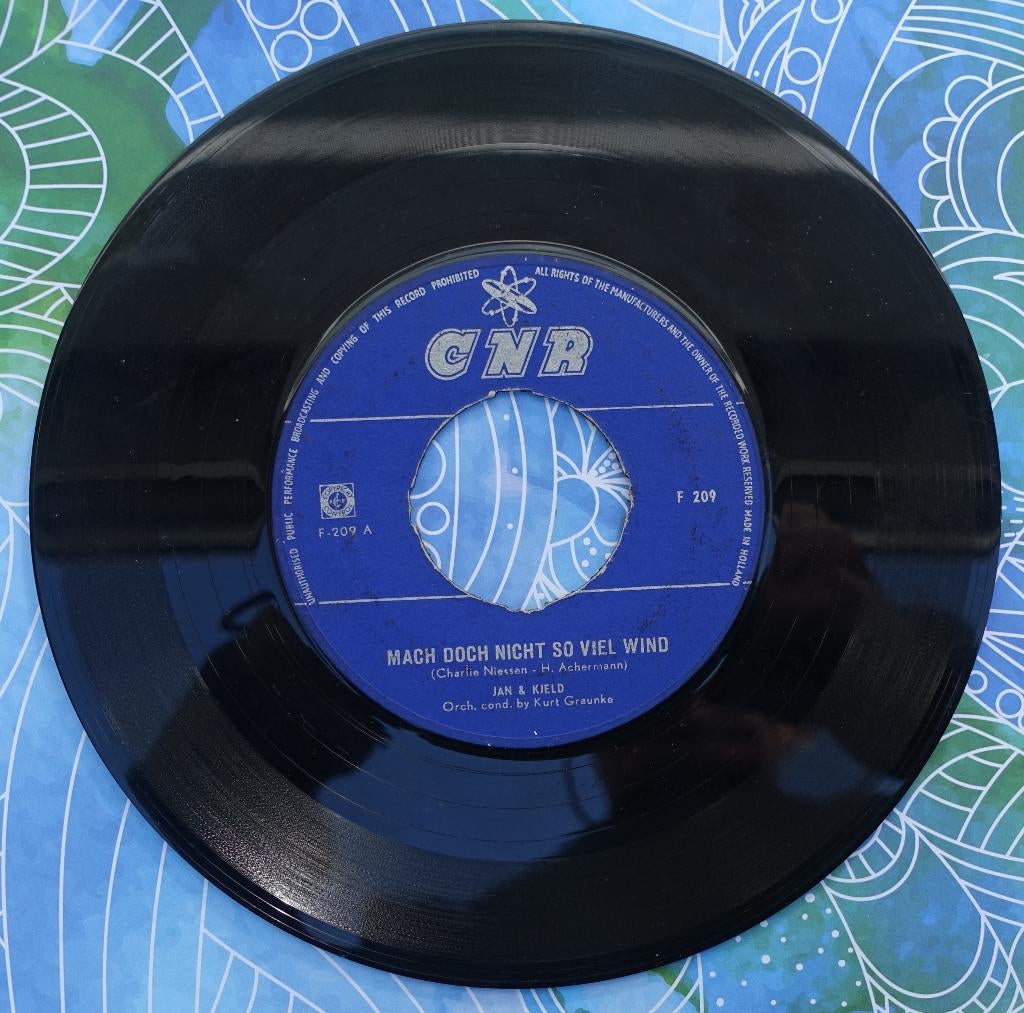 UNAUTHORISED PUBLIC PERFORMANCE BROADCASTING AND COPYING OF THIS RECORD PROHIBITED
ALL RIGHTS OF THE MANUFACTURERS AND THE OWNER OF THE RECORDED WORK RESERVED MADE IN HOLLAND
CNR
F-209 A
F 209
MACH DOCH NICHT SO VIEL WIND
(Charlie Niessen - H. Achermann)
JAN & KJELD
Orch. cond. by Kurt Graunke